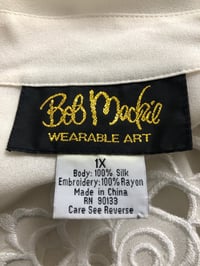 Bob Mackie
WEARABLE ART
1X
Body: 100% Silk
Embroidery:100% Rayon
Made in China
RN 90133
Care See Reverse